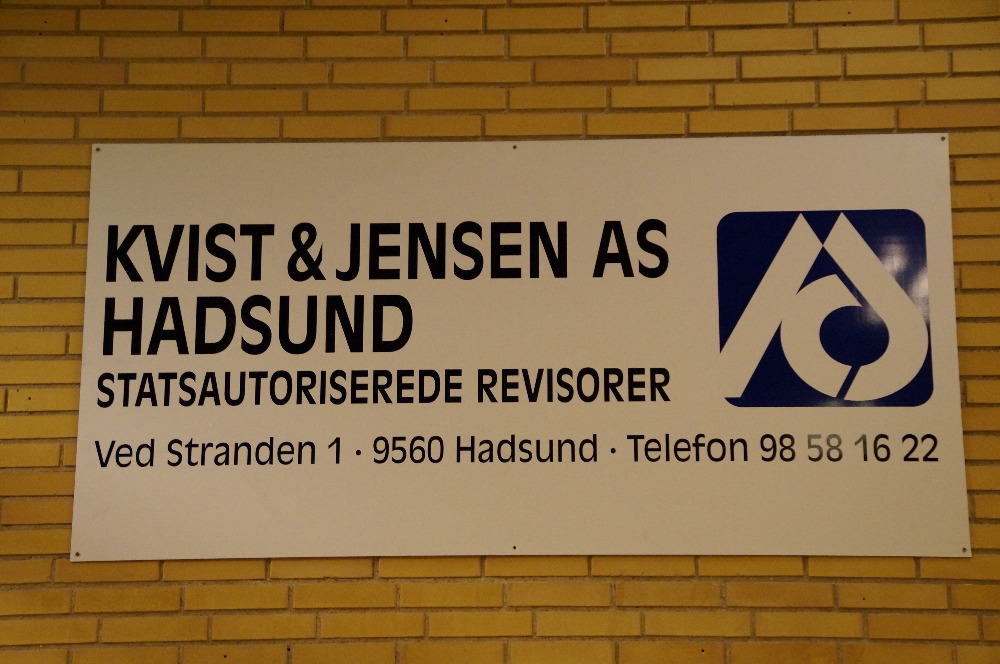 KVIST & JENSEN AS
HADSUND
STATSAUTORISEREDE REVISORER
Ved Stranden 1 · 9560 Hadsund · Telefon 98 58 16 22